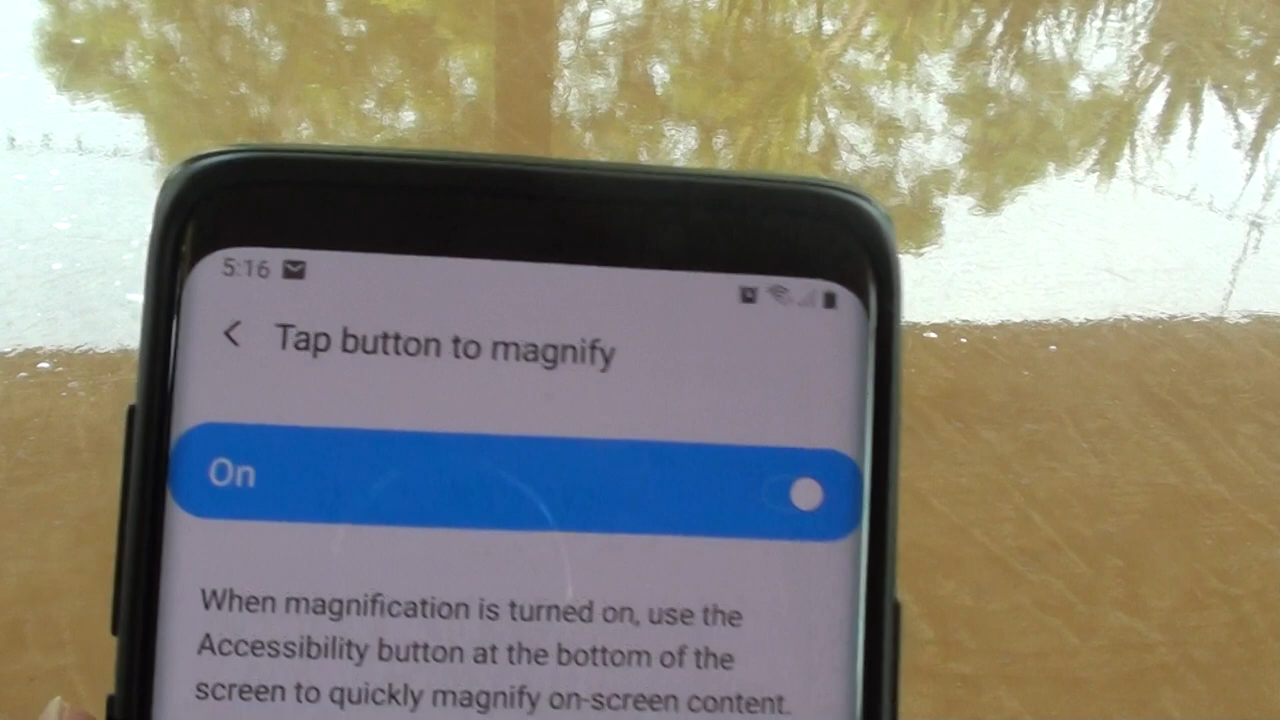 5:16
Tap button to magnify
On
When magnification is turned on, use the
Accessibility button at the bottom of the
screen to quickly magnify on-screen content.